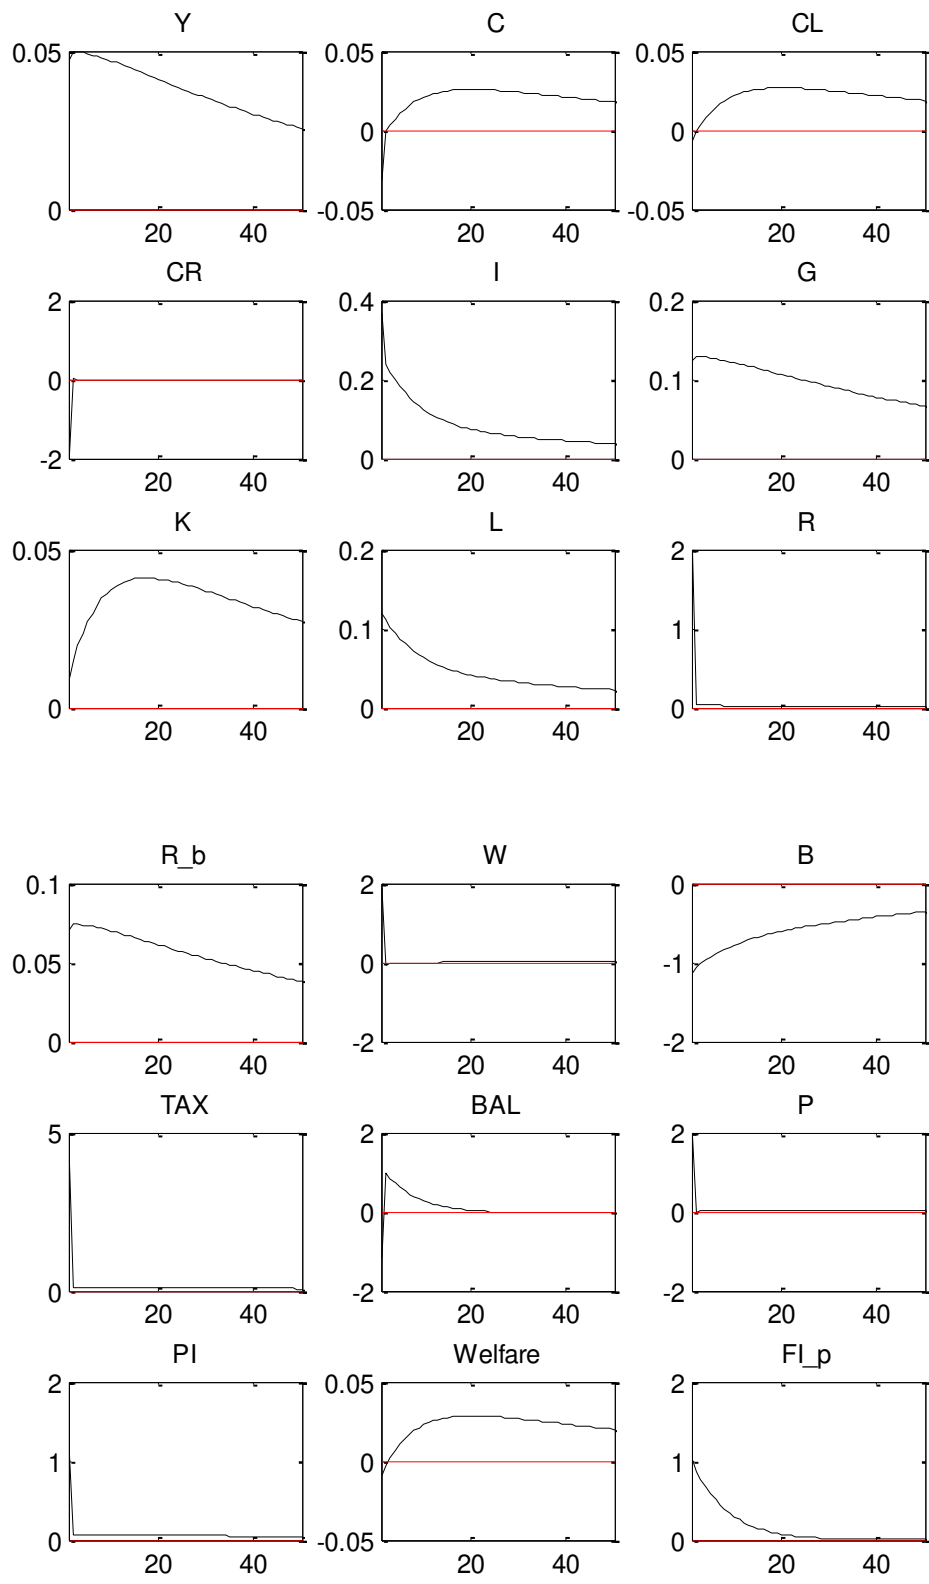 Y C CL
0.05 0.05 0.05
0 0
0 -0.05 -0.05
20 40 20 40 20 40
CR I G
2 0.4 0.2
0 0.2 0.1
-2 0 0
20 40 20 40 20 40
K L R
0.05 0.2 2
0.1 1
0 0 0
20 40 20 40 20 40
R_b W B
0.1 2 0
0.05 0 -1
0 -2 -2
20 40 20 40 20 40
TAX BAL P
5 2 2
0 0
0 -2 -2
20 40 20 40 20 40
PI Welfare FI_p
2 0.05 2
1 0 1
0 -0.05 0
20 40 20 40 20 40